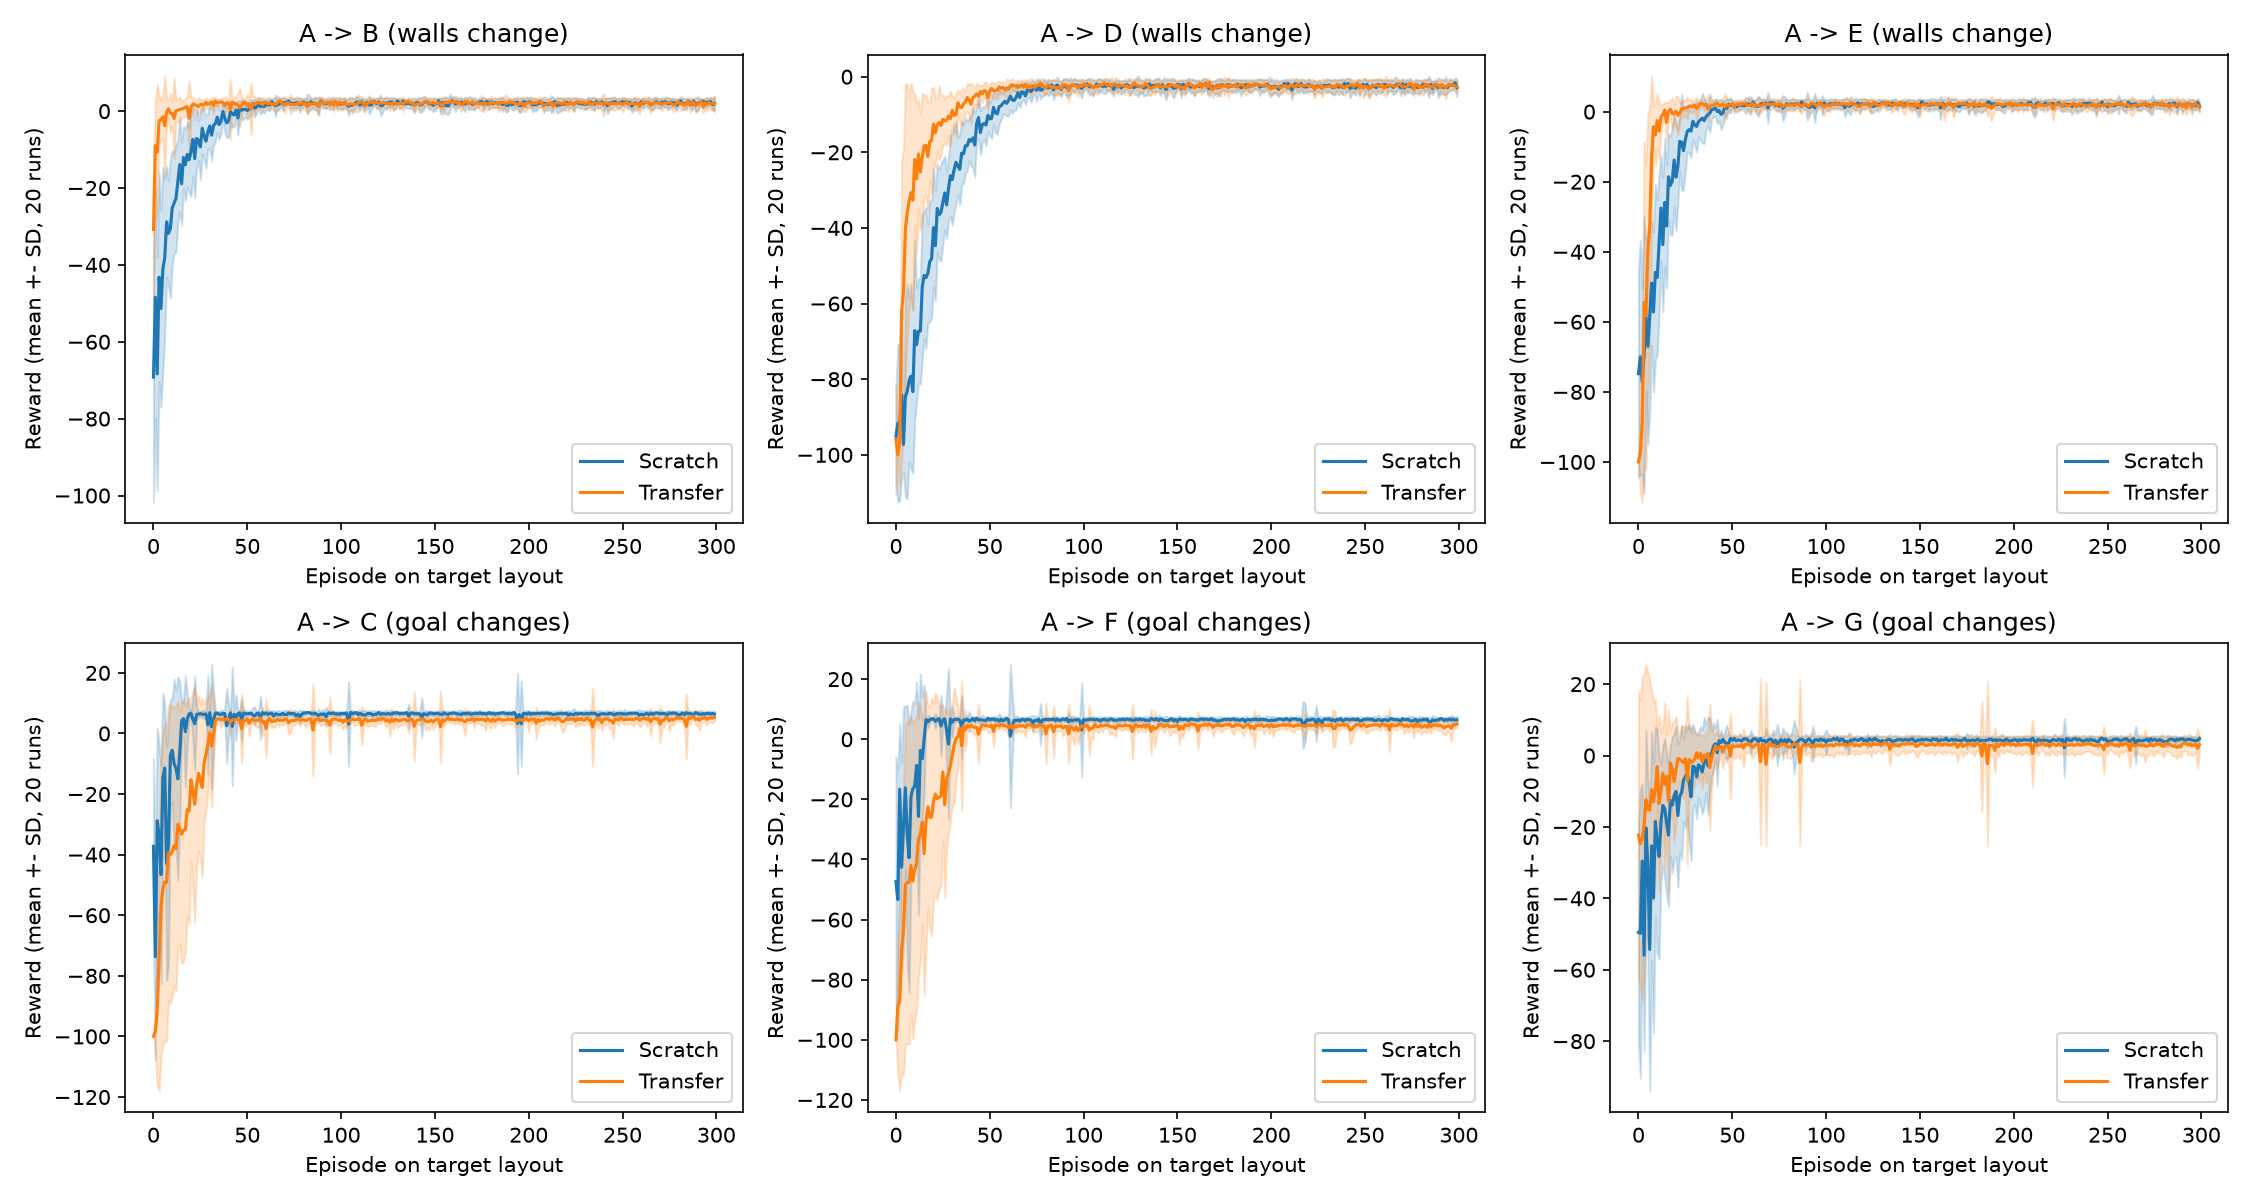 A -> B (walls change)
Reward (mean +- SD, 20 runs)
0
−20
−40
−60
−80
−100
0 50 100 150 200 250 300
Episode on target layout
Scratch
Transfer
A -> D (walls change)
Reward (mean +- SD, 20 runs)
0
−20
−40
−60
−80
−100
0 50 100 150 200 250 300
Episode on target layout
Scratch
Transfer
A -> E (walls change)
Reward (mean +- SD, 20 runs)
0
−20
−40
−60
−80
−100
0 50 100 150 200 250 300
Episode on target layout
Scratch
Transfer
A -> C (goal changes)
Reward (mean +- SD, 20 runs)
20
0
−20
−40
−60
−80
−100
−120
0 50 100 150 200 250 300
Episode on target layout
Scratch
Transfer
A -> F (goal changes)
Reward (mean +- SD, 20 runs)
20
0
−20
−40
−60
−80
−100
−120
0 50 100 150 200 250 300
Episode on target layout
Scratch
Transfer
A -> G (goal changes)
Reward (mean +- SD, 20 runs)
20
0
−20
−40
−60
−80
0 50 100 150 200 250 300
Episode on target layout
Scratch
Transfer